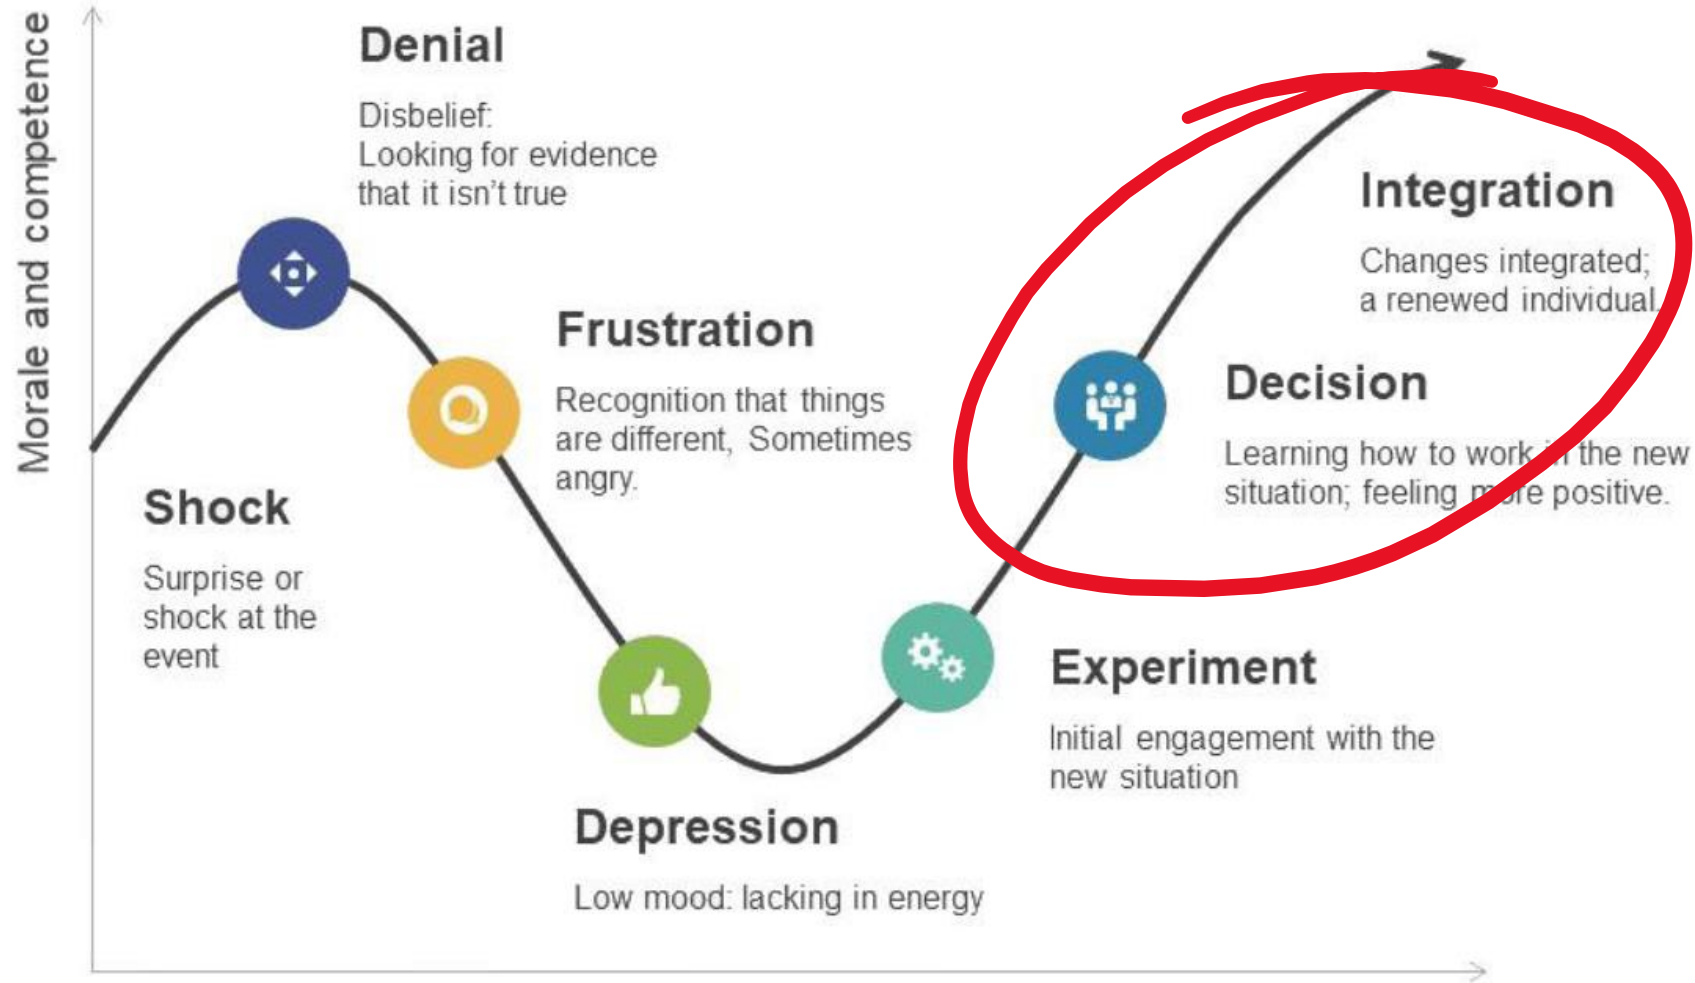 Morale and competence
Denial
Disbelief:
Looking for evidence
that it isn't true
Shock
Surprise or
shock at the
event
Frustration
Recognition that things
are different, Sometimes
angry.
Depression
Low mood: lacking in energy
Experiment
Initial engagement with the
new situation
Decision
Learning how to work in the new
situation; feeling more positive.
Integration
Changes integrated;
a renewed individual.